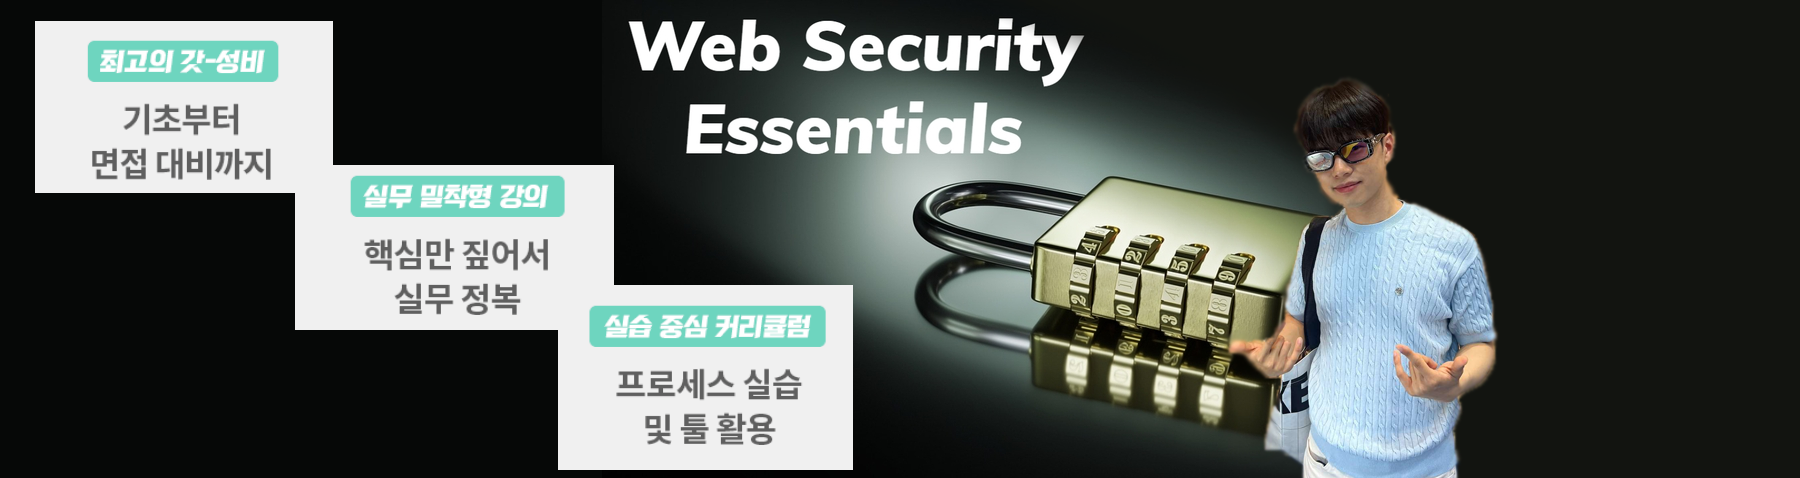 최고의 갓-성비
기초부터
면접 대비까지
실무 밀착형 강의
핵심만 짚어서
실무 정복
실습 중심 커리큘럼
프로세스 실습
및 툴 활용
Web Security
Essentials